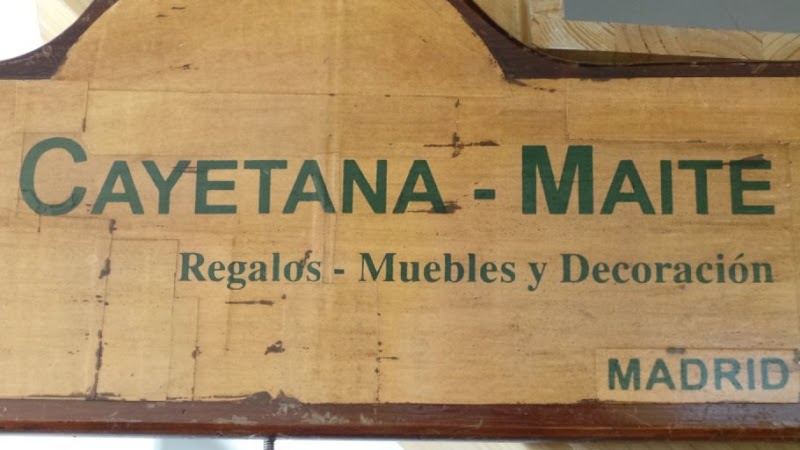 CAYETANA - MAITE
Regalos - Muebles y Decoración
MADRID